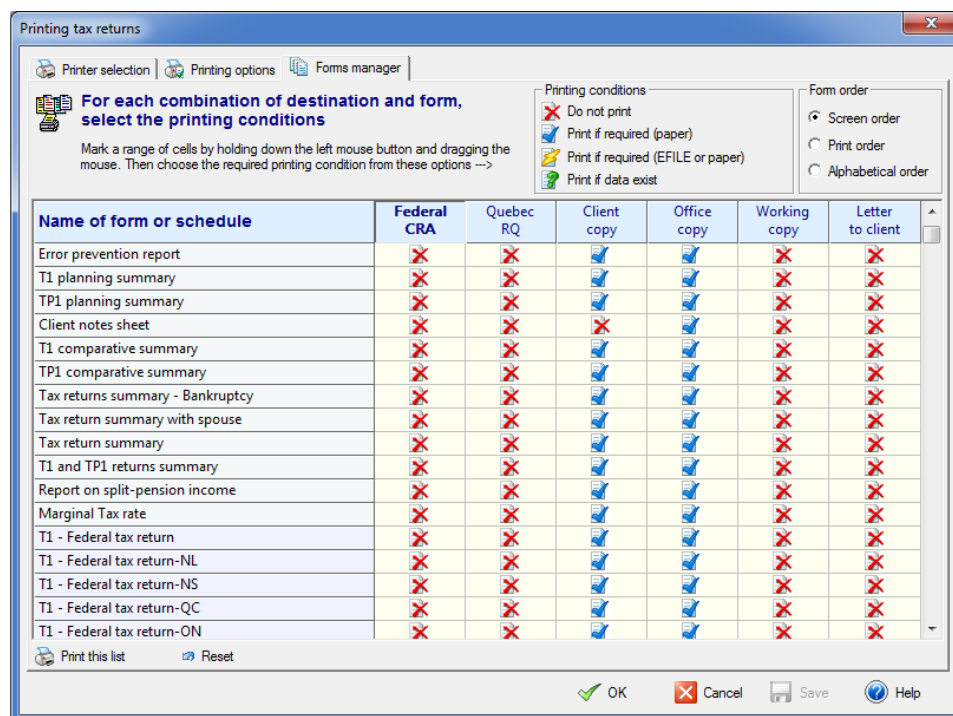 Printing tax returns
Printer selection
Printing options
Forms manager
For each combination of destination and form,
select the printing conditions
Mark a range of cells by holding down the left mouse button and dragging the
mouse. Then choose the required printing condition from these options --->
Printing conditions
Do not print
Print if required (paper)
Print if required (EFILE or paper)
Print if data exist
Form order
Screen order
Print order
Alphabetical order
Name of form or schedule
Federal
CRA
Quebec
RQ
Client
copy
Office
copy
Working
copy
Letter
to client
Error prevention report
T1 planning summary
TP1 planning summary
Client notes sheet
T1 comparative summary
TP1 comparative summary
Tax returns summary - Bankruptcy
Tax return summary with spouse
Tax return summary
T1 and TP1 returns summary
Report on split-pension income
Marginal Tax rate
T1 - Federal tax return
T1 - Federal tax return-NL
T1 - Federal tax return-NS
T1 - Federal tax return-QC
T1 - Federal tax return-ON
Print this list
Reset
OK
Cancel
Save
Help